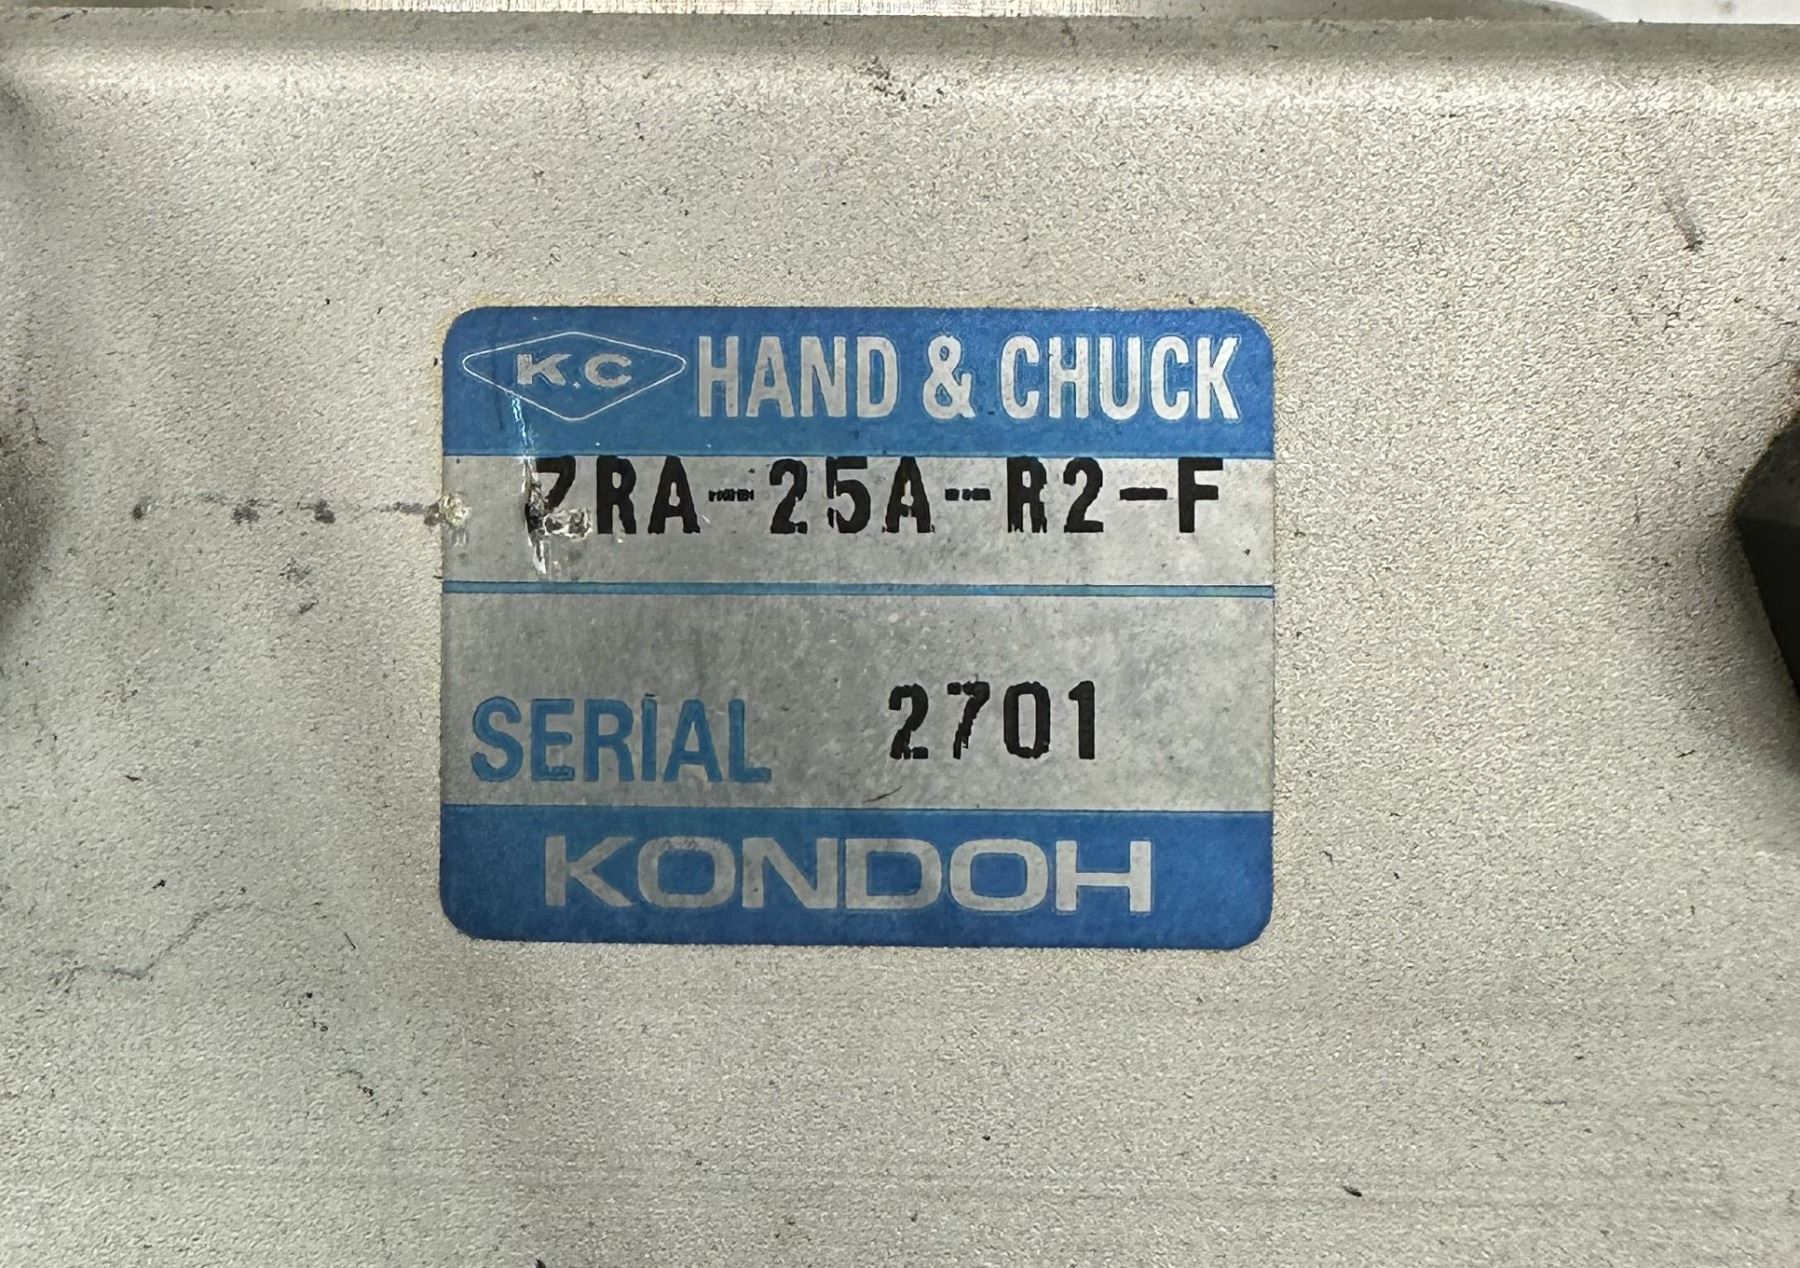 K.C HAND & CHUCK
ZRA-25A-R2-F
SERIAL 2701
KONDOH